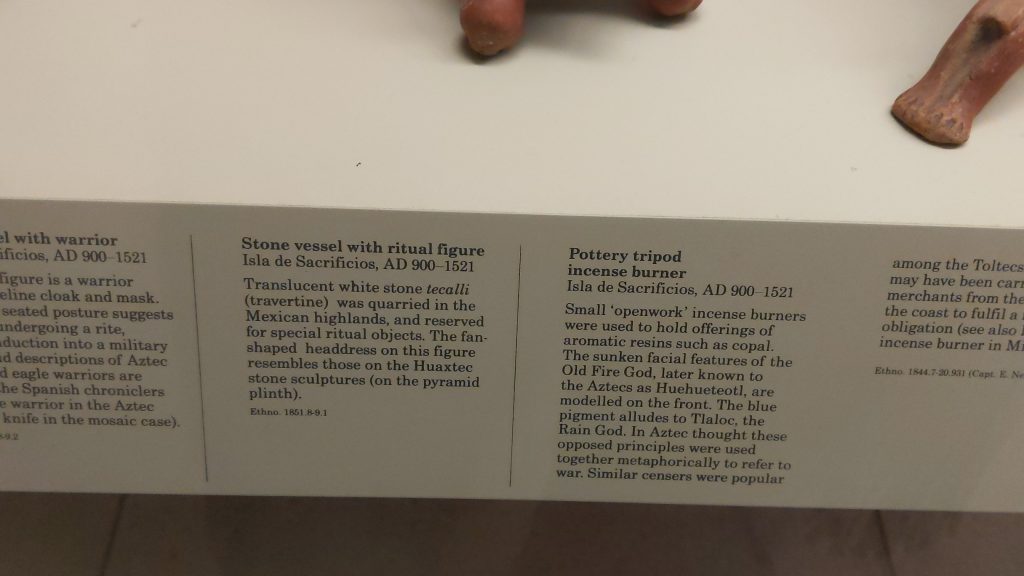 with warrior
AD 900–1521
figure is a warrior
cloak and mask.
seated posture suggests
undergoing a rite,
into a military
descriptions of Aztec
eagle warriors are
Spanish chroniclers
warrior in the Aztec
knife in the mosaic case).
Stone vessel with ritual figure
Isla de Sacrificios, AD 900–1521
Translucent white stone tecalli
(travertine) was quarried in the
Mexican highlands, and reserved
for special ritual objects. The fan-
shaped headdress on this figure
resembles those on the Huaxtec
stone sculptures (on the pyramid
plinth).
Ethno. 1851.8-9.1
Pottery tripod
incense burner
Isla de Sacrificios, AD 900–1521
Small ‘openwork’ incense burners
were used to hold offerings of
aromatic resins such as copal.
The sunken facial features of the
Old Fire God, later known to
the Aztecs as Huehueteotl, are
modelled on the front. The blue
pigment alludes to Tlaloc, the
Rain God. In Aztec thought these
opposed principles were used
together metaphorically to refer to
war. Similar censers were popular
among the Toltecs
may have been
merchants from the
the coast to fulfil a
obligation (see also
incense burner in
Ethno. 1844.7-20.931 (Capt. E.